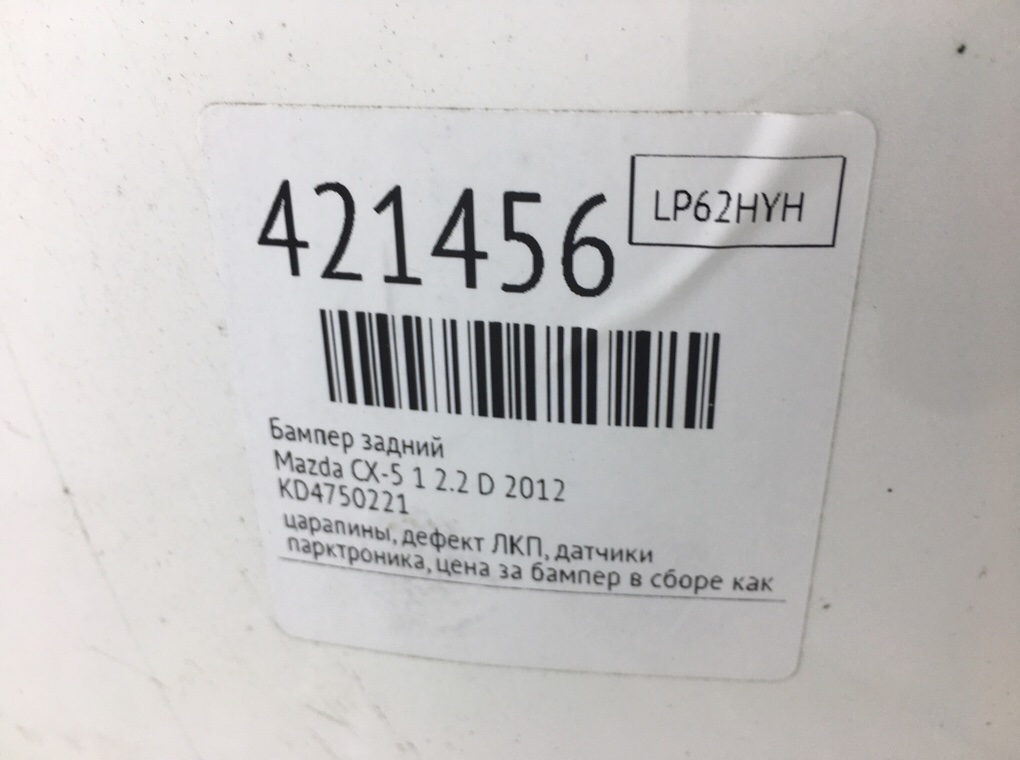 421456
LP62HYH
Бампер задний
Mazda CX-5 1 2.2 D 2012
KD4750221
царапины, дефект ЛКП, датчики
парктроника, цена за бампер в сборе как